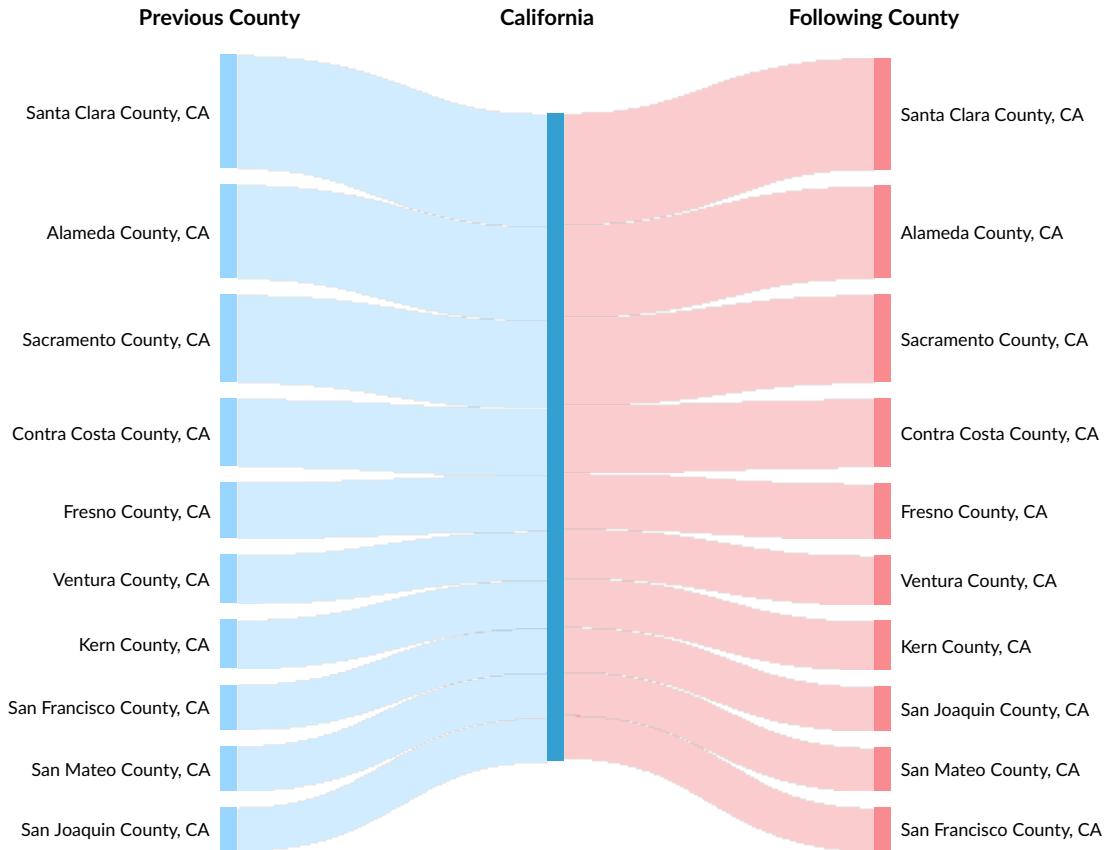 Previous County
California
Following County
Santa Clara County, CA
Santa Clara County, CA
Alameda County, CA
Alameda County, CA
Sacramento County, CA
Sacramento County, CA
Contra Costa County, CA
Contra Costa County, CA
Fresno County, CA
Fresno County, CA
Ventura County, CA
Ventura County, CA
Kern County, CA
Kern County, CA
San Francisco County, CA
San Joaquin County, CA
San Mateo County, CA
San Mateo County, CA
San Joaquin County, CA
San Francisco County, CA